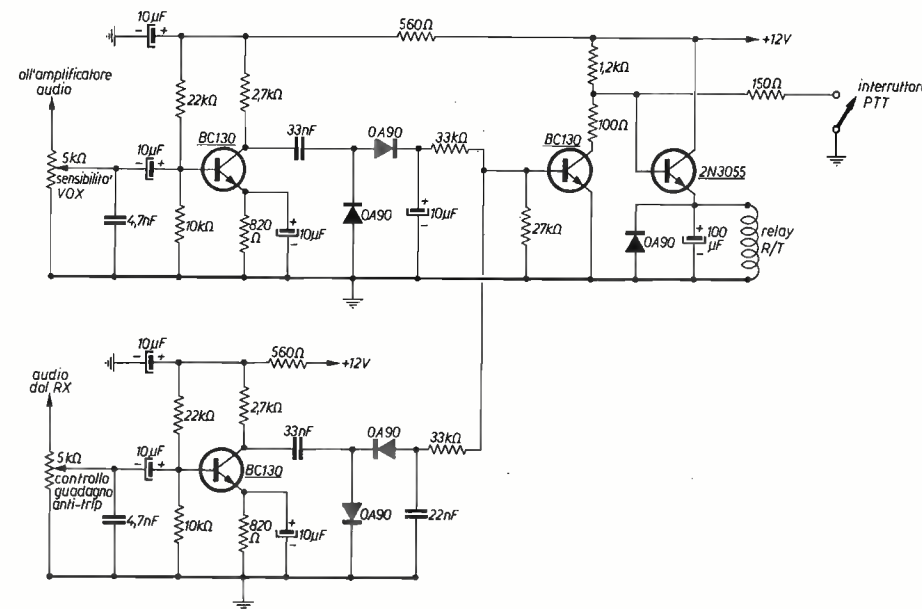 10µF
560Ω
+12V
oll'amplificatore
audio
22kΩ
2,7kΩ
1,2kΩ
150Ω
interruttore
PTT
33nF
OA90
33kΩ
BC130
100Ω
BC130
5kΩ
sensibilita'
VOX
10µF
2N3055
4,7nF
10kΩ
820
Ω
10µF
OA90
10µF
27kΩ
OA90
100
µF
relay
R/T
10µF
560Ω
+12V
audio
dal RX
22kΩ
2,7kΩ
33nF
OA90
33kΩ
5kΩ
controllo
guadagno
anti-trip
10µF
BC130
4,7nF
10kΩ
820
Ω
10µF
OA90
22nF